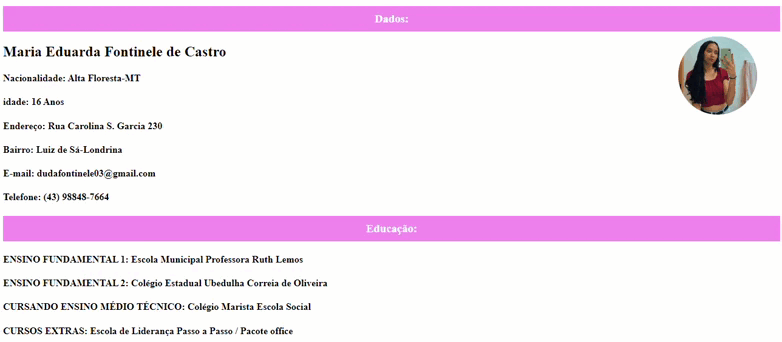 Dados:
Maria Eduarda Fontinele de Castro
Nacionalidade: Alta Floresta-MT
idade: 16 Anos
Endereço: Rua Carolina S. Garcia 230
Bairro: Luiz de Sá-Londrina
E-mail: dudafontinele03@gmail.com
Telefone: (43) 98848-7664
Educação:
ENSINO FUNDAMENTAL 1: Escola Municipal Professora Ruth Lemos
ENSINO FUNDAMENTAL 2: Colégio Estadual Ubedulha Correia de Oliveira
CURSANDO ENSINO MÉDIO TÉCNICO: Colégio Marista Escola Social
CURSOS EXTRAS: Escola de Liderança Passo a Passo / Pacote office